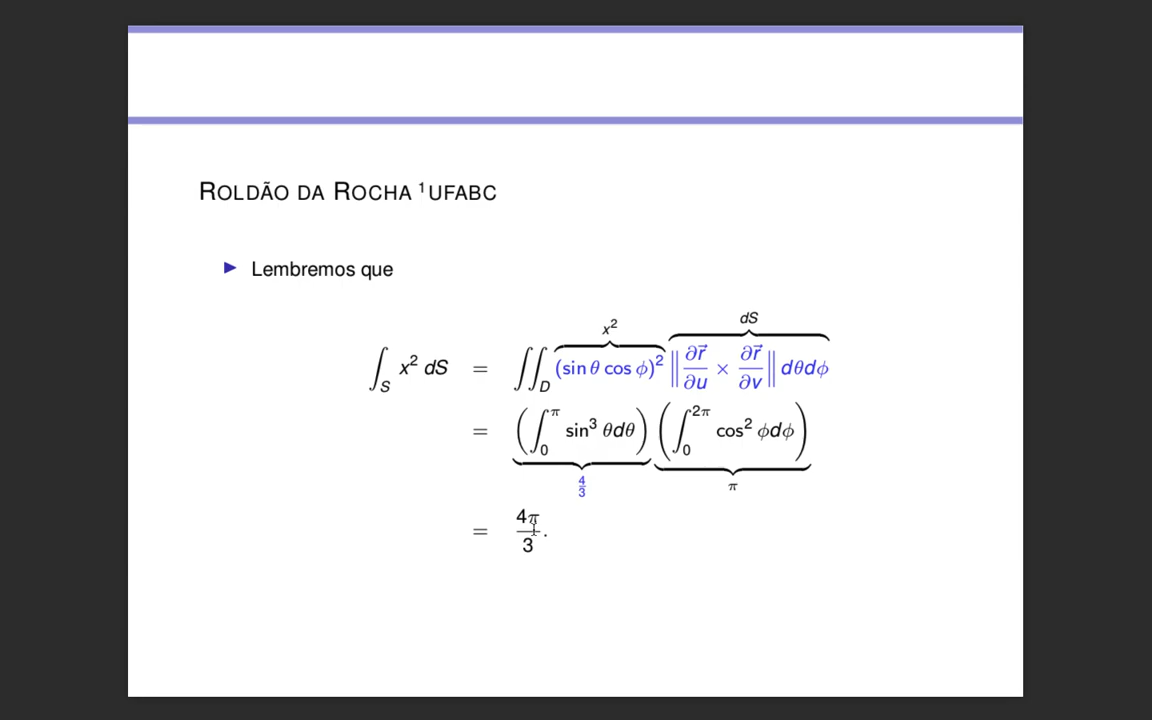 ROLDÃO DA ROCHA ¹UFABC
▶ Lembremos que
∫_S x² dS = ∬_D (sin θ cos ϕ)² ‖∂r⃗/∂u × ∂r⃗/∂v‖ dθdϕ
x² dS
= (∫_0^π sin³ θdθ) (∫_0^2π cos² ϕdϕ)
4/3 π
= 4π/3.